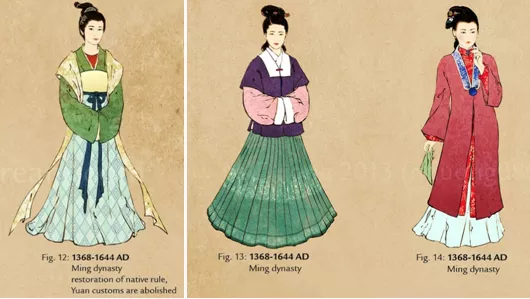 Fig. 12: 1368-1644 AD
Ming dynasty
restoration of native rule,
Yuan customs are abolished
Fig. 13: 1368-1644 AD
Ming dynasty
Fig. 14: 1368-1644 AD
Ming dynasty